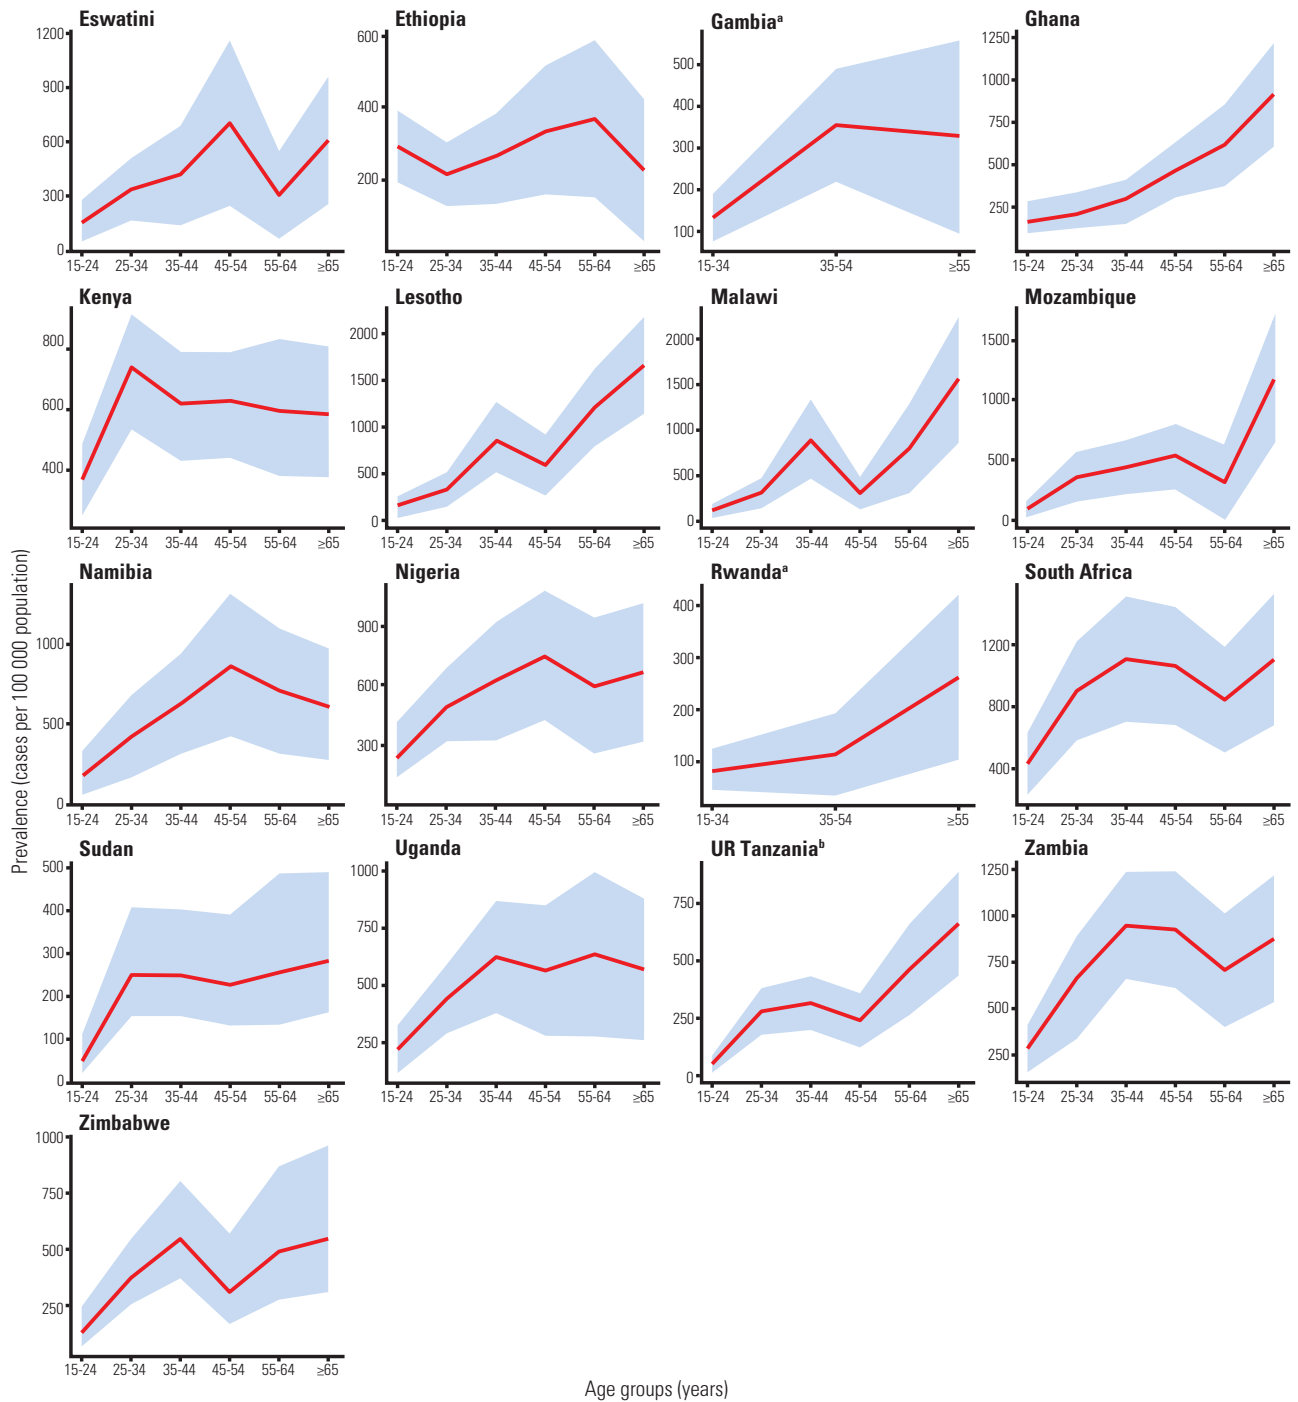 Eswatini
Ethiopia
Gambiaᵃ
Ghana
1200
900
600
300
0
600
400
200
500
400
300
200
100
1250
1000
750
500
250
15-24 25-34 35-44 45-54 55-64 ≥65
15-24 25-34 35-44 45-54 55-64 ≥65
15-34 35-54 ≥55
15-24 25-34 35-44 45-54 55-64 ≥65
Kenya
Lesotho
Malawi
Mozambique
800
600
400
2000
1500
1000
500
0
2000
1500
1000
500
0
1500
1000
500
0
15-24 25-34 35-44 45-54 55-64 ≥65
15-24 25-34 35-44 45-54 55-64 ≥65
15-24 25-34 35-44 45-54 55-64 ≥65
15-24 25-34 35-44 45-54 55-64 ≥65
Prevalence (cases per 100 000 population)
Namibia
Nigeria
Rwandaᵃ
South Africa
1000
500
0
900
600
300
400
300
200
100
1200
800
400
15-24 25-34 35-44 45-54 55-64 ≥65
15-24 25-34 35-44 45-54 55-64 ≥65
15-34 35-54 ≥55
15-24 25-34 35-44 45-54 55-64 ≥65
Sudan
Uganda
UR Tanzaniaᵇ
Zambia
500
400
300
200
100
0
1000
750
500
250
750
500
250
0
1250
1000
750
500
250
15-24 25-34 35-44 45-54 55-64 ≥65
15-24 25-34 35-44 45-54 55-64 ≥65
15-24 25-34 35-44 45-54 55-64 ≥65
15-24 25-34 35-44 45-54 55-64 ≥65
Zimbabwe
1000
750
500
250
15-24 25-34 35-44 45-54 55-64 ≥65
Age groups (years)